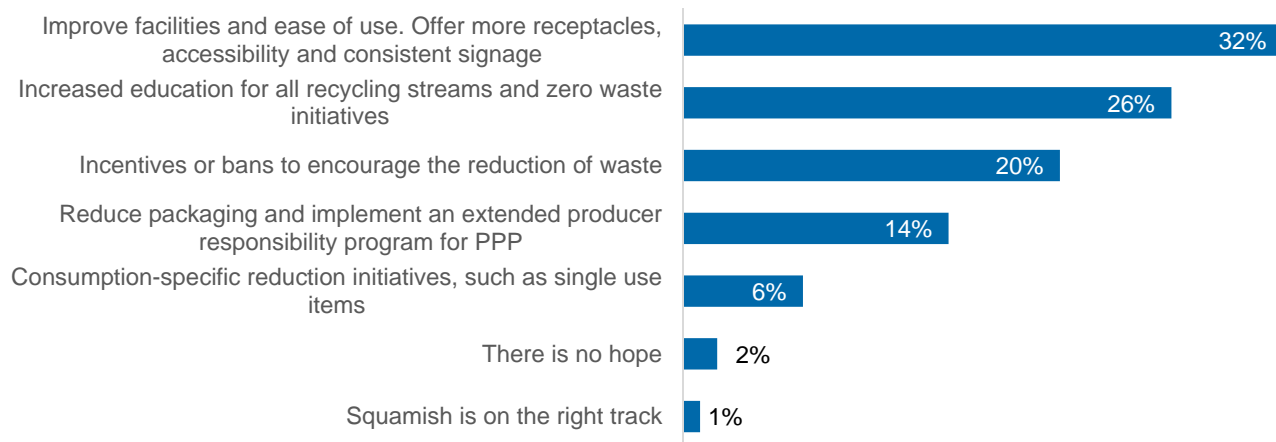 Improve facilities and ease of use. Offer more receptacles,
accessibility and consistent signage
32%
Increased education for all recycling streams and zero waste
initiatives
26%
Incentives or bans to encourage the reduction of waste
20%
Reduce packaging and implement an extended producer
responsibility program for PPP
14%
Consumption-specific reduction initiatives, such as single use
items
6%
There is no hope
2%
Squamish is on the right track
1%